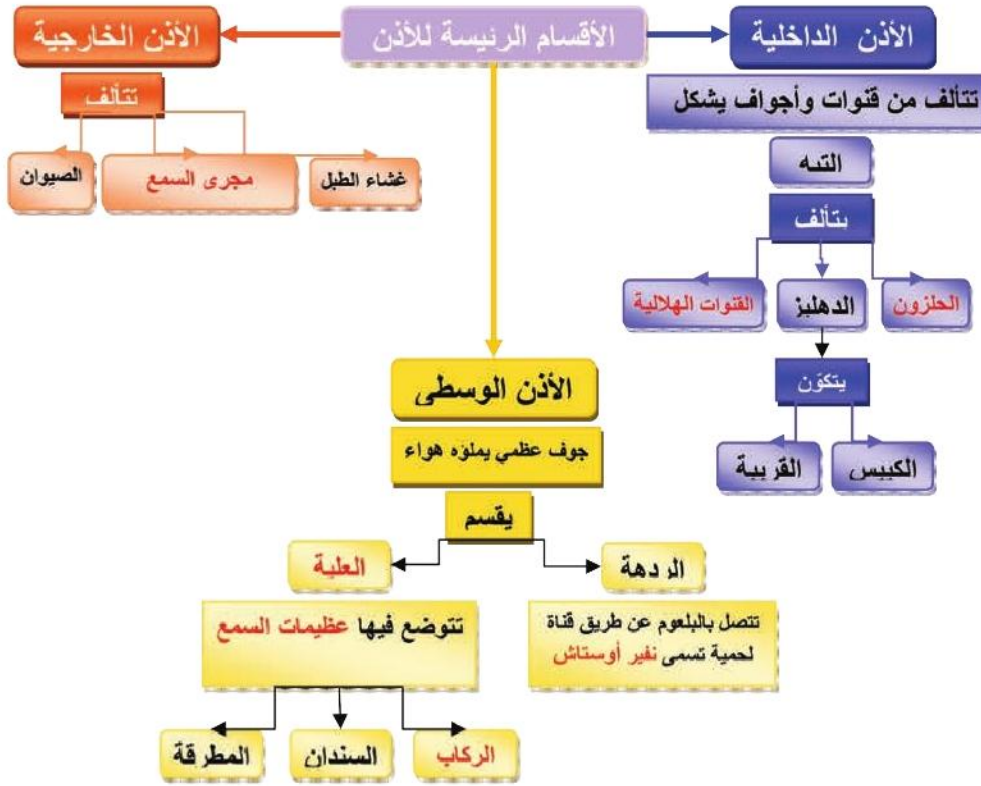 الأقسام الرئيسة للأذن
الأذن الداخلية
تتألف من قنوات وأجواف يشكل
التيه
يتألف
الحلزون
الدهليز
القنوات الهلالية
يتكوّن
الكييس
القريبة
الأذن الخارجية
تتألف
غشاء الطبل
مجرى السمع
الصيوان
الأذن الوسطى
جوف عظمي يملؤه هواء
يقسم
الردهة
تتصل بالبلعوم عن طريق قناة
لحمية تسمى نفير أوستاش
العلبة
تتوضع فيها عظيمات السمع
الركاب
السندان
المطرقة